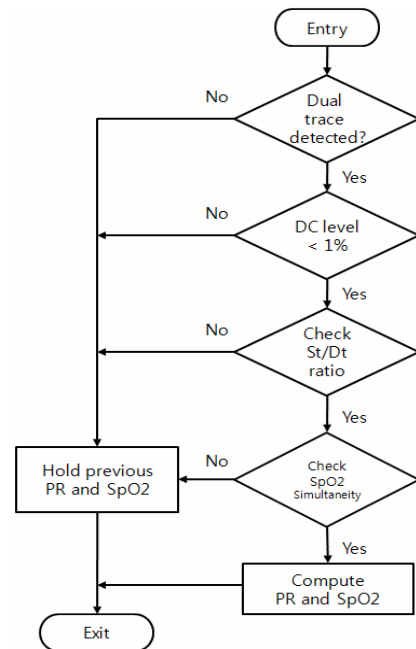 Entry
No
Dual
trace
detected?
Yes
No
DC level
< 1%
Yes
No
Check
St/Dt
ratio
Yes
Hold previous
PR and SpO2
No
Check
SpO2
Simultaneity
Yes
Compute
PR and SpO2
Exit